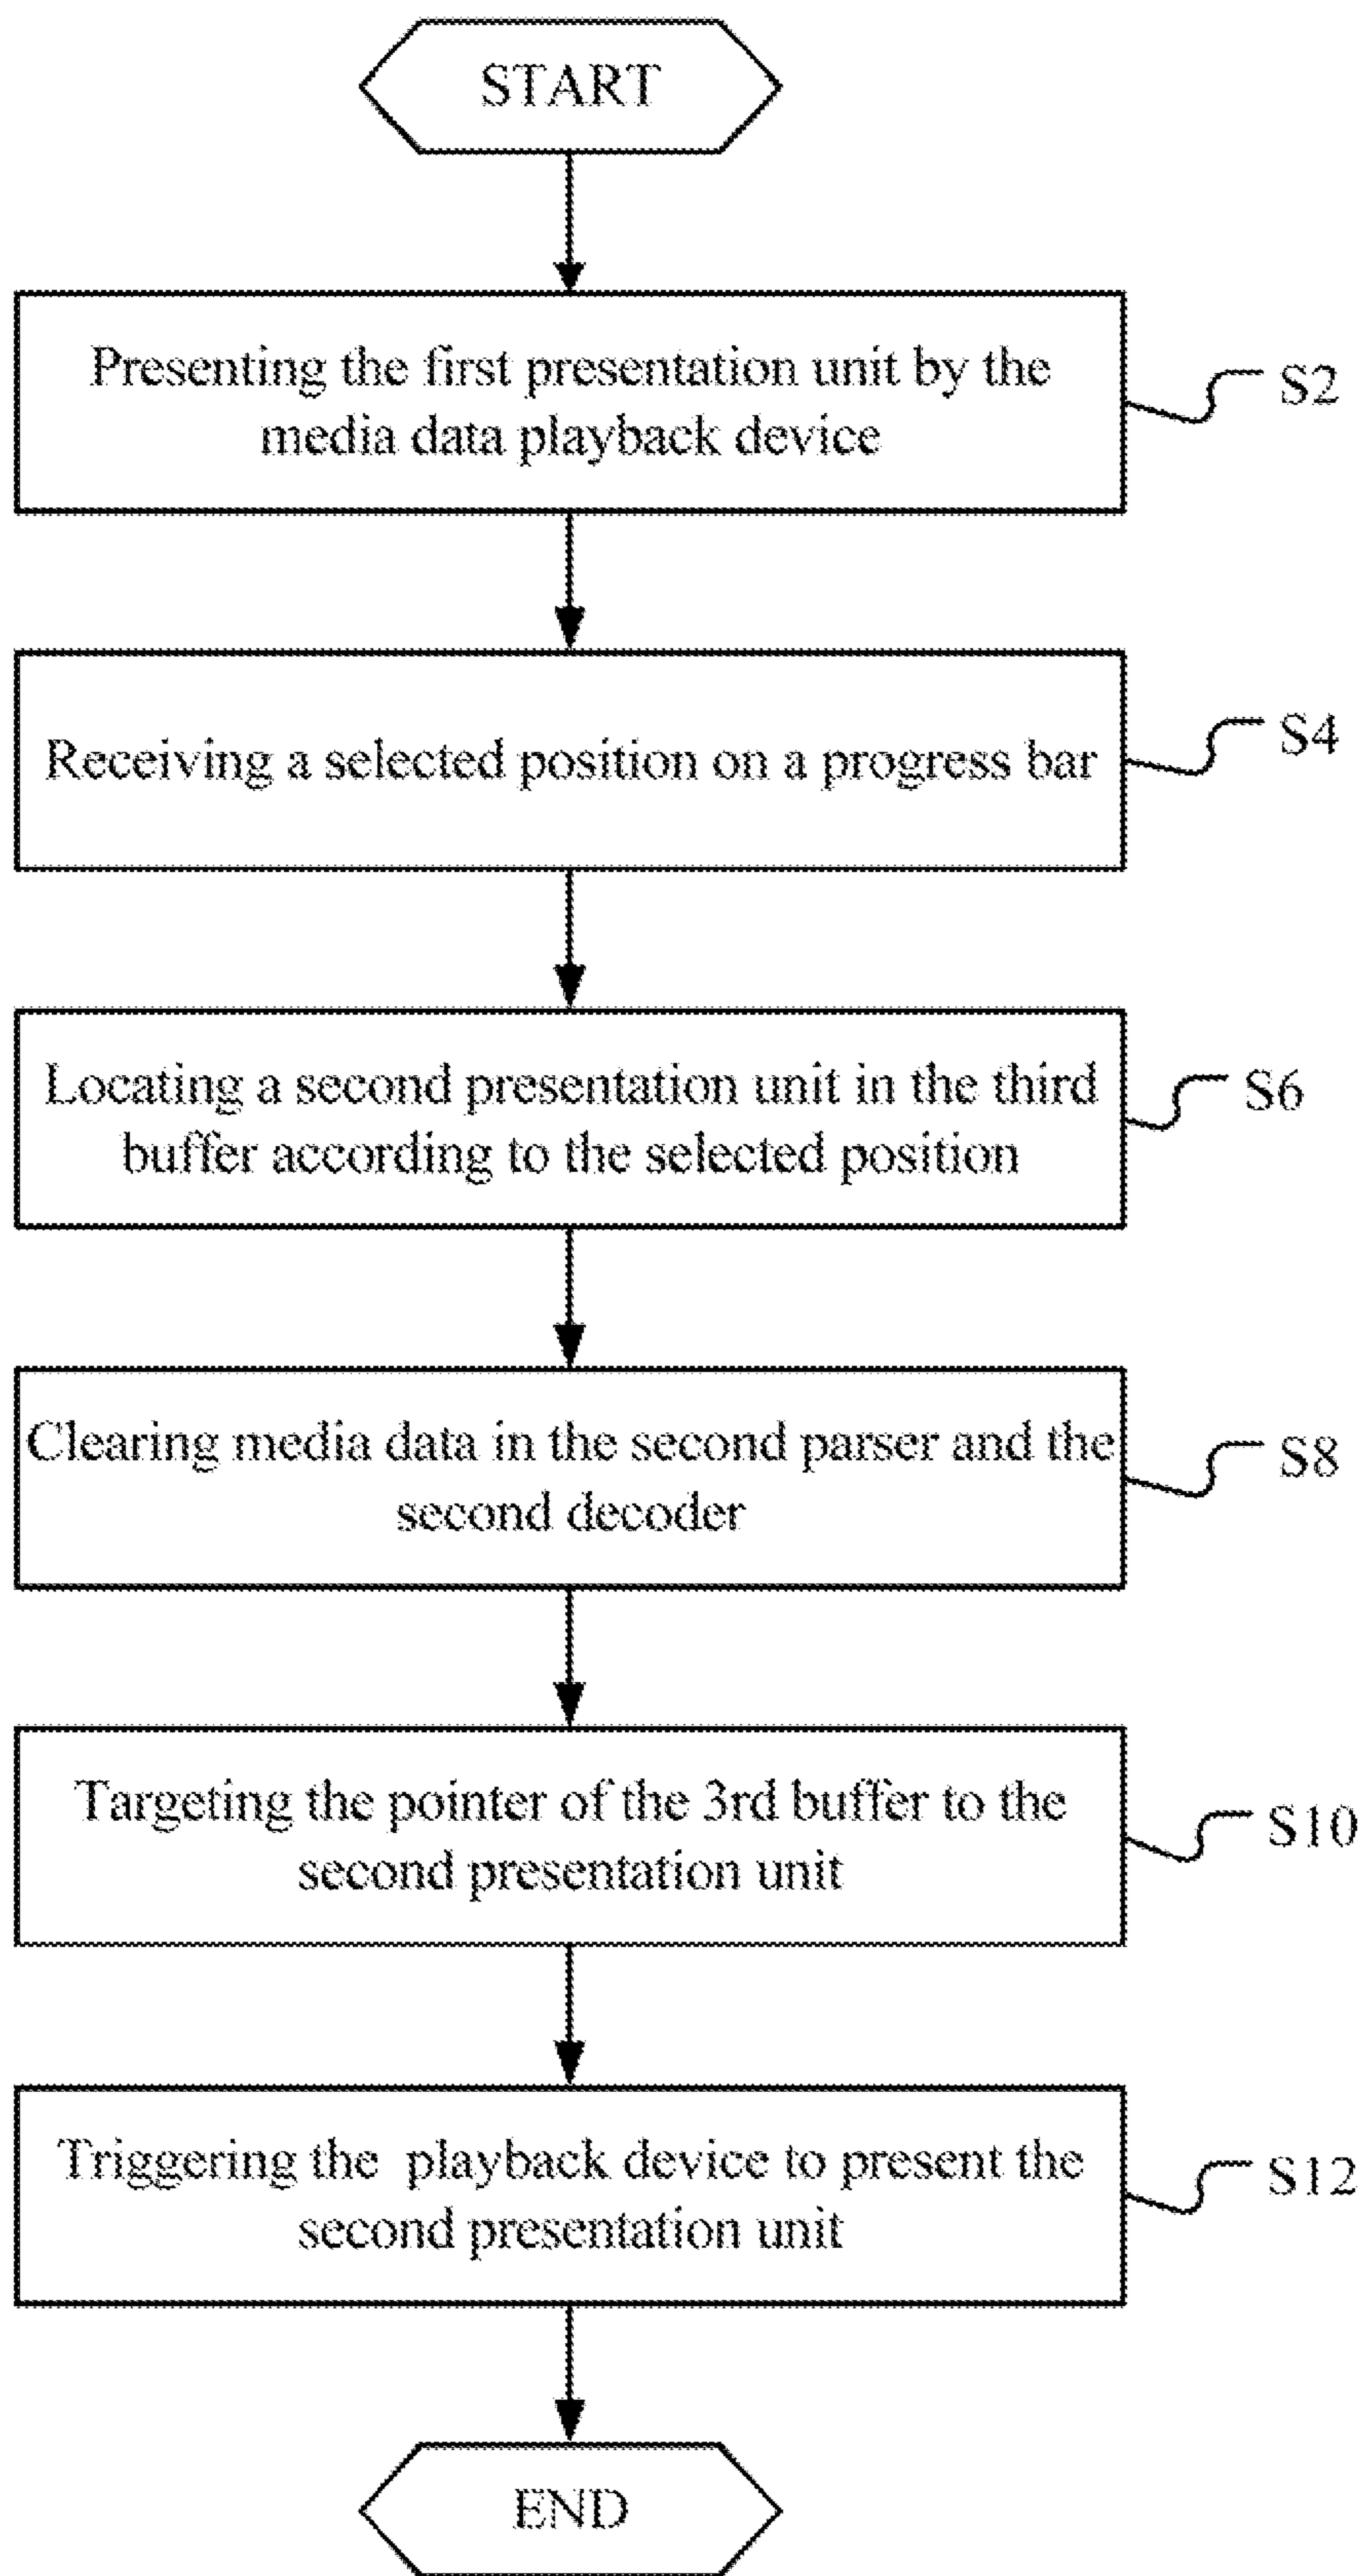 START
Presenting the first presentation unit by the
media data playback device
S2
Receiving a selected position on a progress bar
S4
Locating a second presentation unit in the third
buffer according to the selected position
S6
Clearing media data in the second parser and the
second decoder
S8
Targeting the pointer of the 3rd buffer to the
second presentation unit
S10
Triggering the playback device to present the
second presentation unit
S12
END